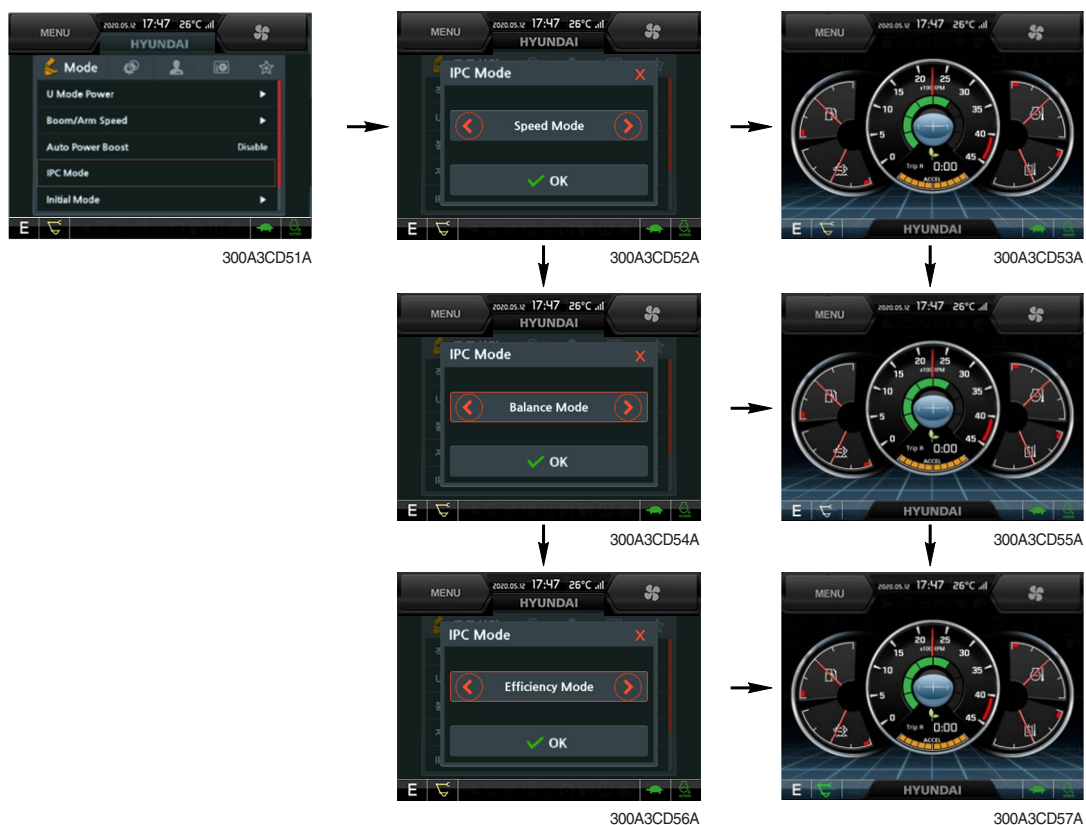 MENU
2020.05.12 17:47 26°C
HYUNDAI
Mode
U Mode Power
Boom/Arm Speed
Auto Power Boost Disable
IPC Mode
Initial Mode
E
300A3CD51A
MENU
2020.05.12 17:47 26°C
HYUNDAI
IPC Mode X
Speed Mode
OK
E
300A3CD52A
MENU
2020.05.12 17:47 26°C
20 25
x100 RPM
15 30
10 35
5 40
0 45
Trip A 0:00
ACCEL
E
HYUNDAI
300A3CD53A
MENU
2020.05.12 17:47 26°C
HYUNDAI
IPC Mode X
Balance Mode
OK
E
300A3CD54A
MENU
2020.05.12 17:47 26°C
20 25
x100 RPM
15 30
10 35
5 40
0 45
Trip A 0:00
ACCEL
E
HYUNDAI
300A3CD55A
MENU
2020.05.12 17:47 26°C
HYUNDAI
IPC Mode X
Efficiency Mode
OK
E
300A3CD56A
MENU
2020.05.12 17:47 26°C
20 25
x100 RPM
15 30
10 35
5 40
0 45
Trip A 0:00
ACCEL
E
HYUNDAI
300A3CD57A